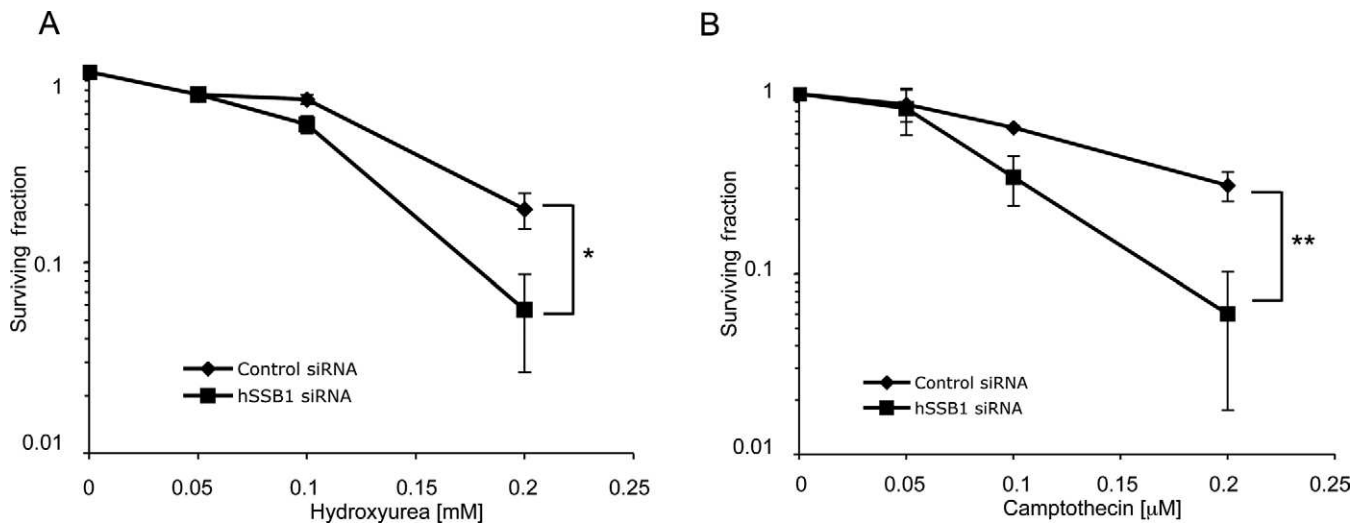 A
1
0.1
0.01
Surviving fraction
Control siRNA
hSSB1 siRNA
*
0
0.05
0.1
0.15
0.2
0.25
Hydroxyurea [mM]
B
1
0.1
0.01
Surviving fraction
Control siRNA
hSSB1 siRNA
**
0
0.05
0.1
0.15
0.2
0.25
Camptothecin [µM]